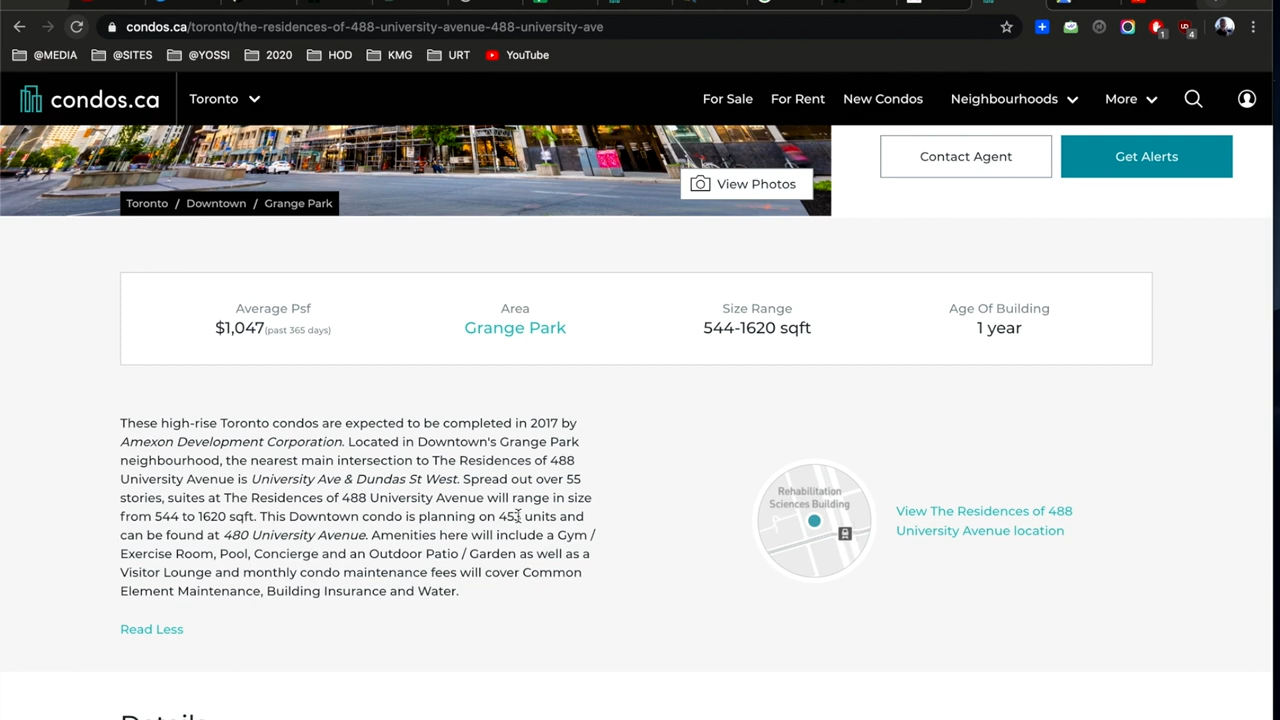 condos.ca/toronto/the-residences-of-488-university-avenue-488-university-ave
@MEDIA @SITES @YOSSI 2020 HOD KMG URT YouTube
condos.ca Toronto For Sale For Rent New Condos Neighbourhoods More
Contact Agent Get Alerts
View Photos
Toronto / Downtown / Grange Park
Average Psf Area Size Range Age Of Building
$1,047(past 365 days) Grange Park 544-1620 sqft 1 year
These high-rise Toronto condos are expected to be completed in 2017 by
Amexon Development Corporation. Located in Downtown's Grange Park
neighbourhood, the nearest main intersection to The Residences of 488
University Avenue is University Ave & Dundas St West. Spread out over 55
stories, suites at The Residences of 488 University Avenue will range in size
from 544 to 1620 sqft. This Downtown condo is planning on units and
can be found at 480 University Avenue. Amenities here will include a Gym /
Exercise Room, Pool, Concierge and an Outdoor Patio / Garden as well as a
Visitor Lounge and monthly condo maintenance fees will cover Common
Element Maintenance, Building Insurance and Water.
Read Less
Rehabilitation
Sciences Building
View The Residences of 488
University Avenue location